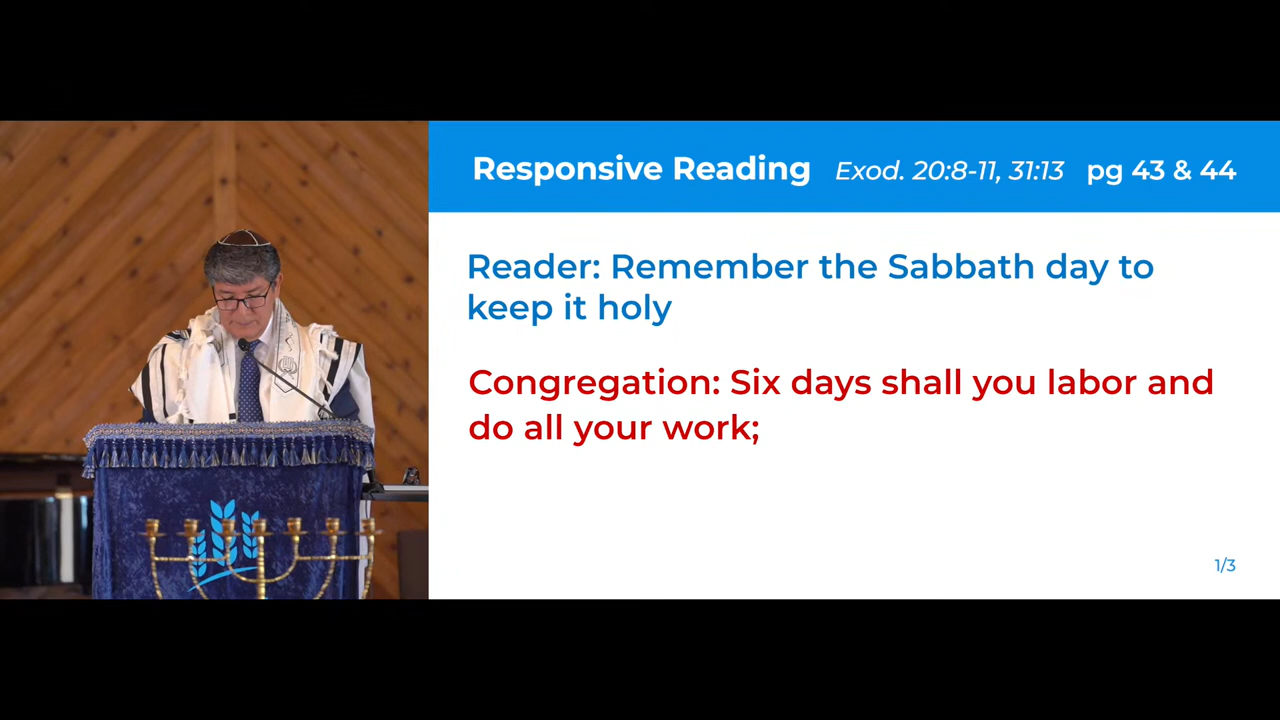 Responsive Reading Exod. 20:8-11, 31:13 pg 43 & 44
Reader: Remember the Sabbath day to
keep it holy
Congregation: Six days shall you labor and
do all your work;
1/3